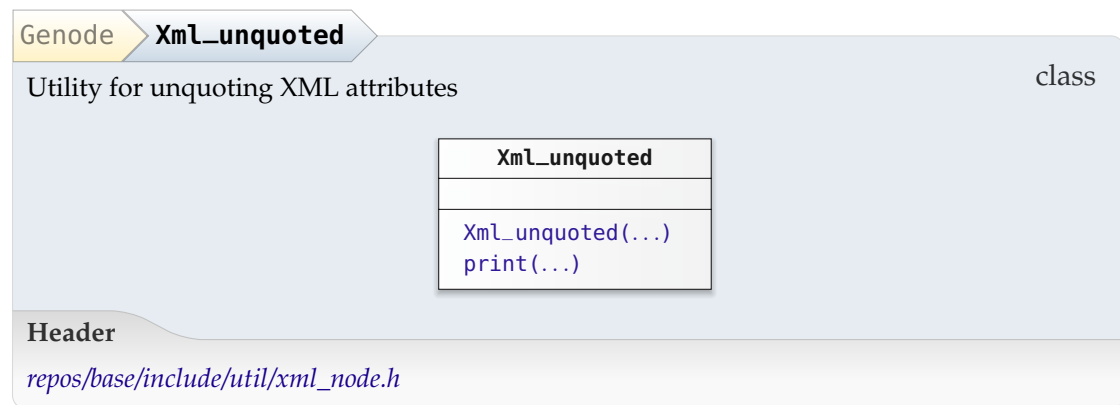 Genode Xml_unquoted
class
Utility for unquoting XML attributes
Xml_unquoted
Xml_unquoted(...)
print(...)
Header
repos/base/include/util/xml_node.h